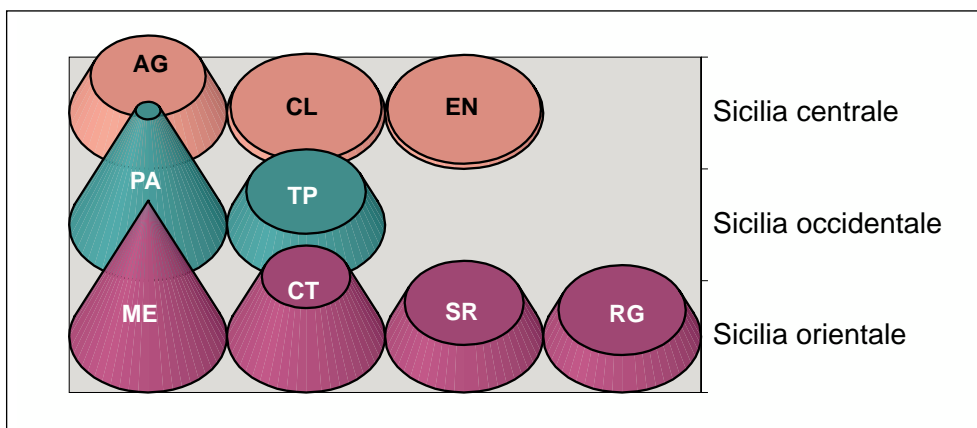 AG
CL
EN
Sicilia centrale
PA
TP
Sicilia occidentale
ME
CT
SR
RG
Sicilia orientale